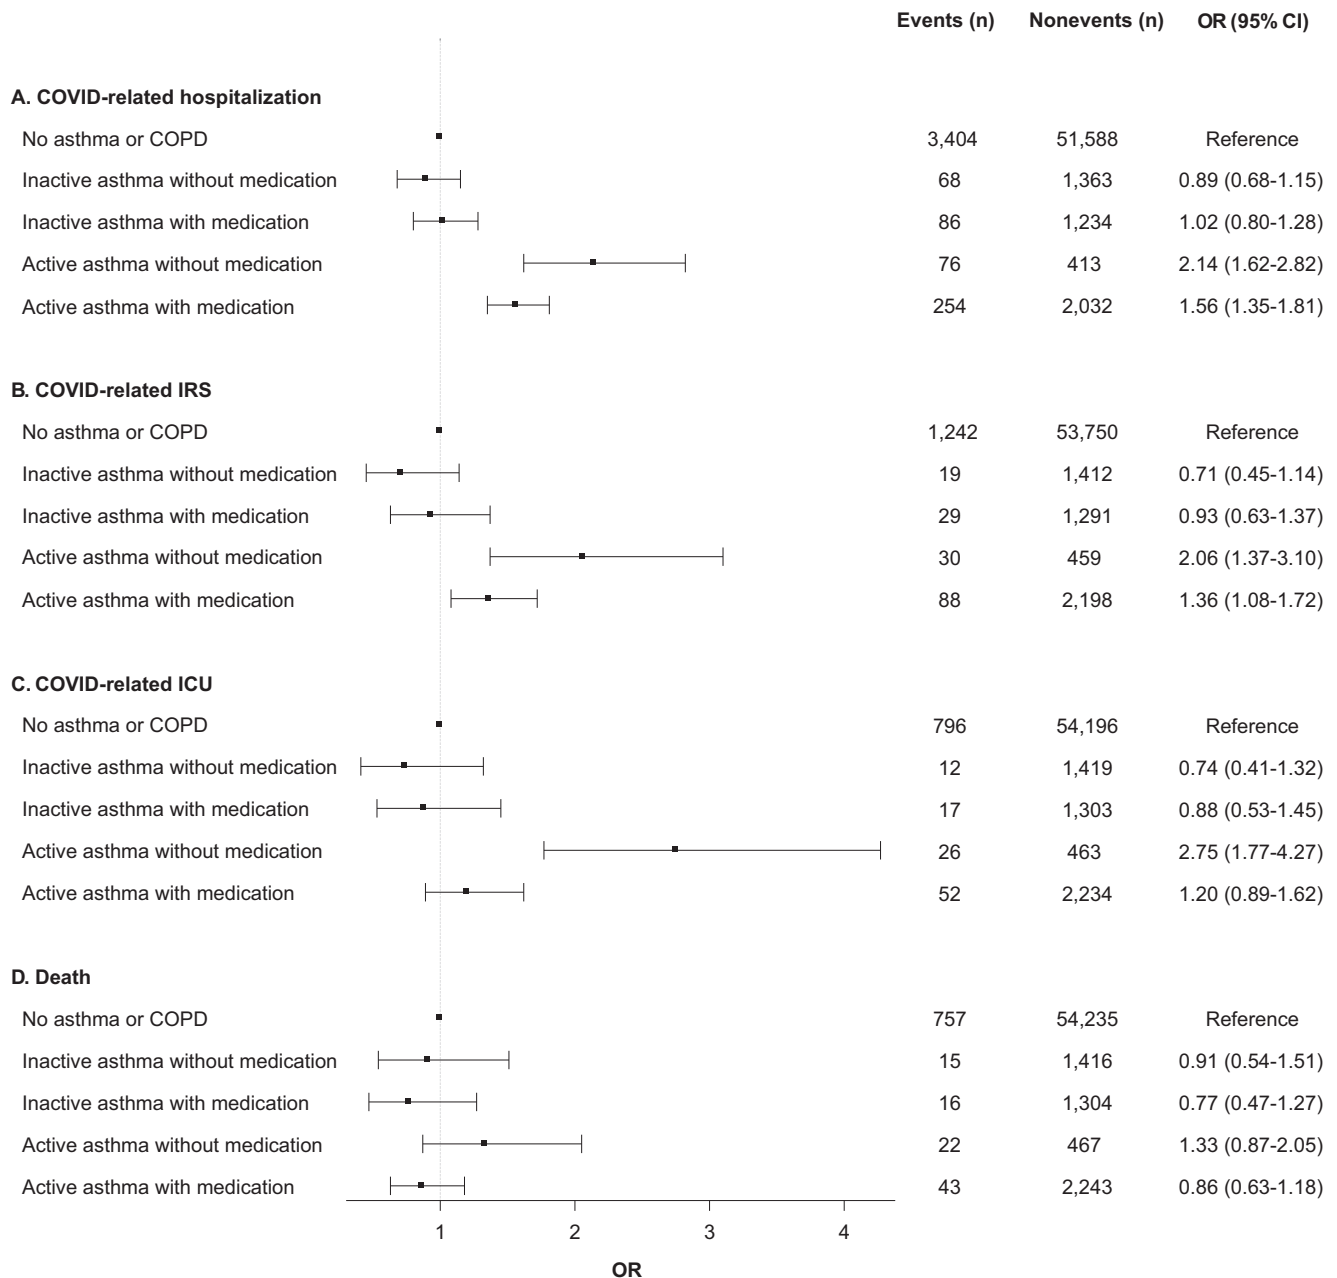 Events (n) Nonevents (n) OR (95% CI)
A. COVID-related hospitalization
No asthma or COPD 3,404 51,588 Reference
Inactive asthma without medication 68 1,363 0.89 (0.68-1.15)
Inactive asthma with medication 86 1,234 1.02 (0.80-1.28)
Active asthma without medication 76 413 2.14 (1.62-2.82)
Active asthma with medication 254 2,032 1.56 (1.35-1.81)
B. COVID-related IRS
No asthma or COPD 1,242 53,750 Reference
Inactive asthma without medication 19 1,412 0.71 (0.45-1.14)
Inactive asthma with medication 29 1,291 0.93 (0.63-1.37)
Active asthma without medication 30 459 2.06 (1.37-3.10)
Active asthma with medication 88 2,198 1.36 (1.08-1.72)
C. COVID-related ICU
No asthma or COPD 796 54,196 Reference
Inactive asthma without medication 12 1,419 0.74 (0.41-1.32)
Inactive asthma with medication 17 1,303 0.88 (0.53-1.45)
Active asthma without medication 26 463 2.75 (1.77-4.27)
Active asthma with medication 52 2,234 1.20 (0.89-1.62)
D. Death
No asthma or COPD 757 54,235 Reference
Inactive asthma without medication 15 1,416 0.91 (0.54-1.51)
Inactive asthma with medication 16 1,304 0.77 (0.47-1.27)
Active asthma without medication 22 467 1.33 (0.87-2.05)
Active asthma with medication 43 2,243 0.86 (0.63-1.18)
1 2 3 4
OR